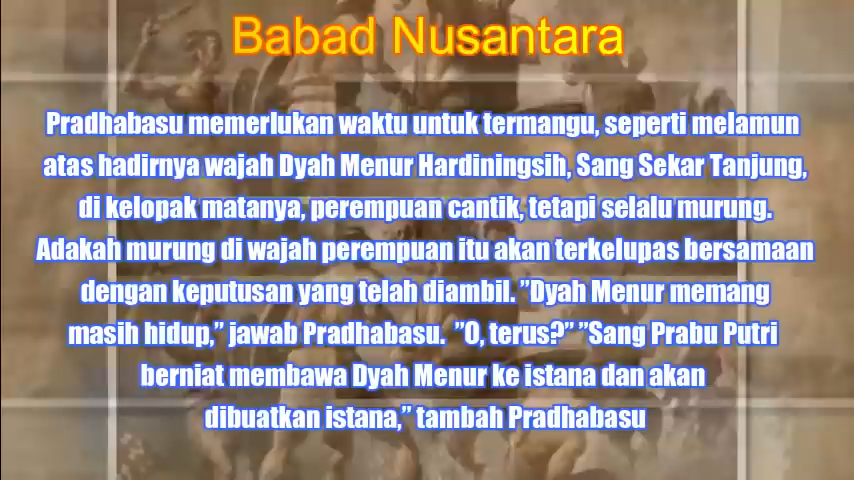 Babad Nusantara
Pradhabasu memerlukan waktu untuk termangu, seperti melamun
atas hadirnya wajah Dyah Menur Hardiningsih, Sang Sekar Tanjung,
di kelopak matanya, perempuan cantik, tetapi selalu murung.
Adakah murung di wajah perempuan itu akan terkelupas bersamaan
dengan keputusan yang telah diambil. ”Dyah Menur memang
masih hidup,” jawab Pradhabasu.  ”O, terus?” ”Sang Prabu Putri
berniat membawa Dyah Menur ke istana dan akan
dibuatkan istana,” tambah Pradhabasu